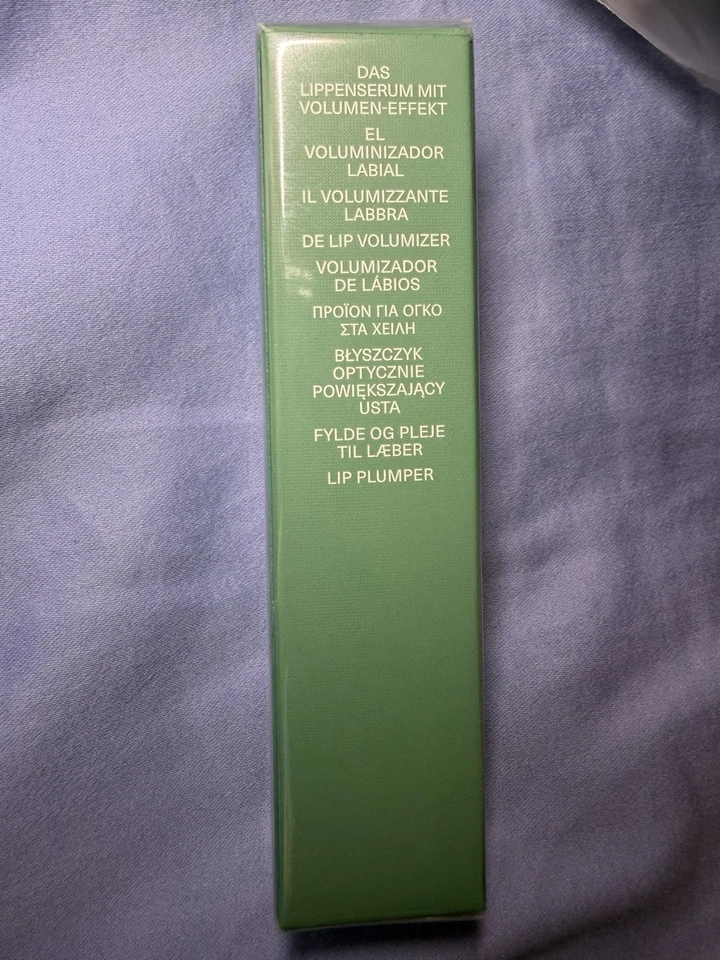 DAS
LIPPENSERUM MIT
VOLUMEN-EFFEKT
EL
VOLUMINIZADOR
LABIAL
IL VOLUMIZZANTE
LABBRA
DE LIP VOLUMIZER
VOLUMIZADOR
DE LÁBIOS
ΠΡΟΪΟΝ ΓΙΑ ΟΓΚΟ
ΣΤΑ ΧΕΙΛΗ
BŁYSZCZYK
OPTYCZNIE
POWIĘKSZAJĄCY
USTA
FYLDE OG PLEJE
TIL LÆBER
LIP PLUMPER